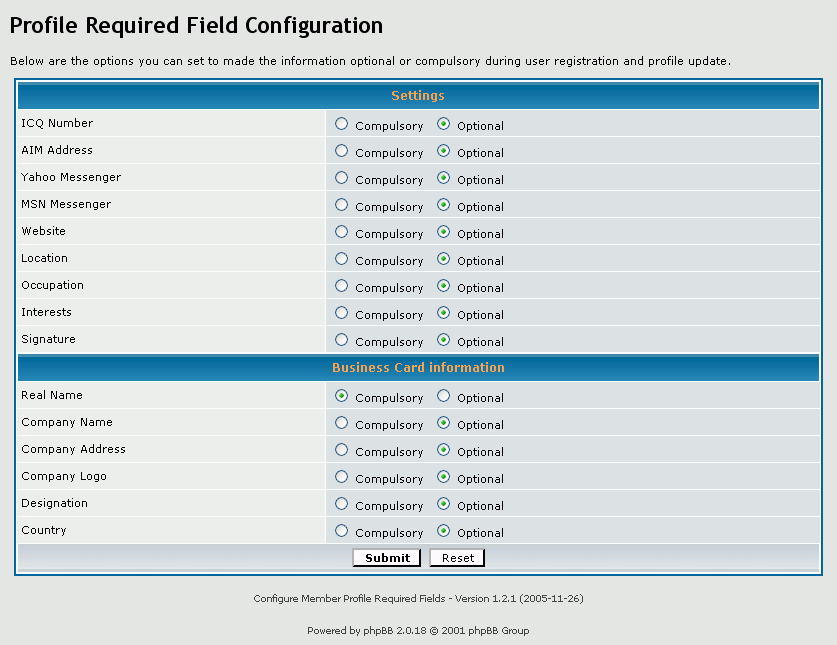 Profile Required Field Configuration
Below are the options you can set to made the information optional or compulsory during user registration and profile update.
Settings
ICQ Number Compulsory Optional
AIM Address Compulsory Optional
Yahoo Messenger Compulsory Optional
MSN Messenger Compulsory Optional
Website Compulsory Optional
Location Compulsory Optional
Occupation Compulsory Optional
Interests Compulsory Optional
Signature Compulsory Optional
Business Card information
Real Name Compulsory Optional
Company Name Compulsory Optional
Company Address Compulsory Optional
Company Logo Compulsory Optional
Designation Compulsory Optional
Country Compulsory Optional
Submit Reset
Configure Member Profile Required Fields - Version 1.2.1 (2005-11-26)
Powered by phpBB 2.0.18 © 2001 phpBB Group